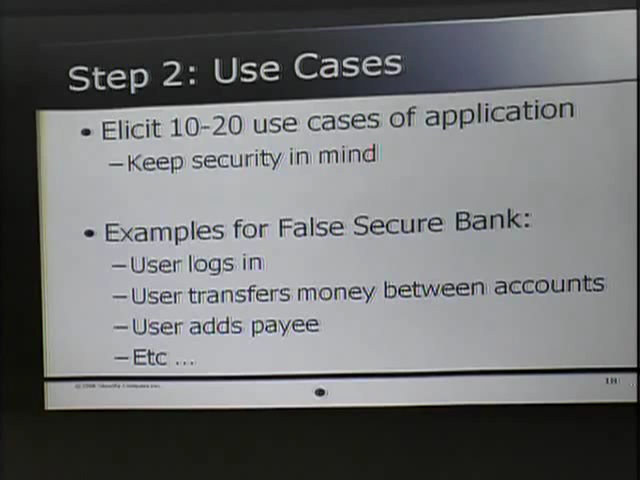 Step 2: Use Cases
• Elicit 10-20 use cases of application
–Keep security in mind
• Examples for False Secure Bank:
–User logs in
–User transfers money between accounts
–User adds payee
–Etc ...